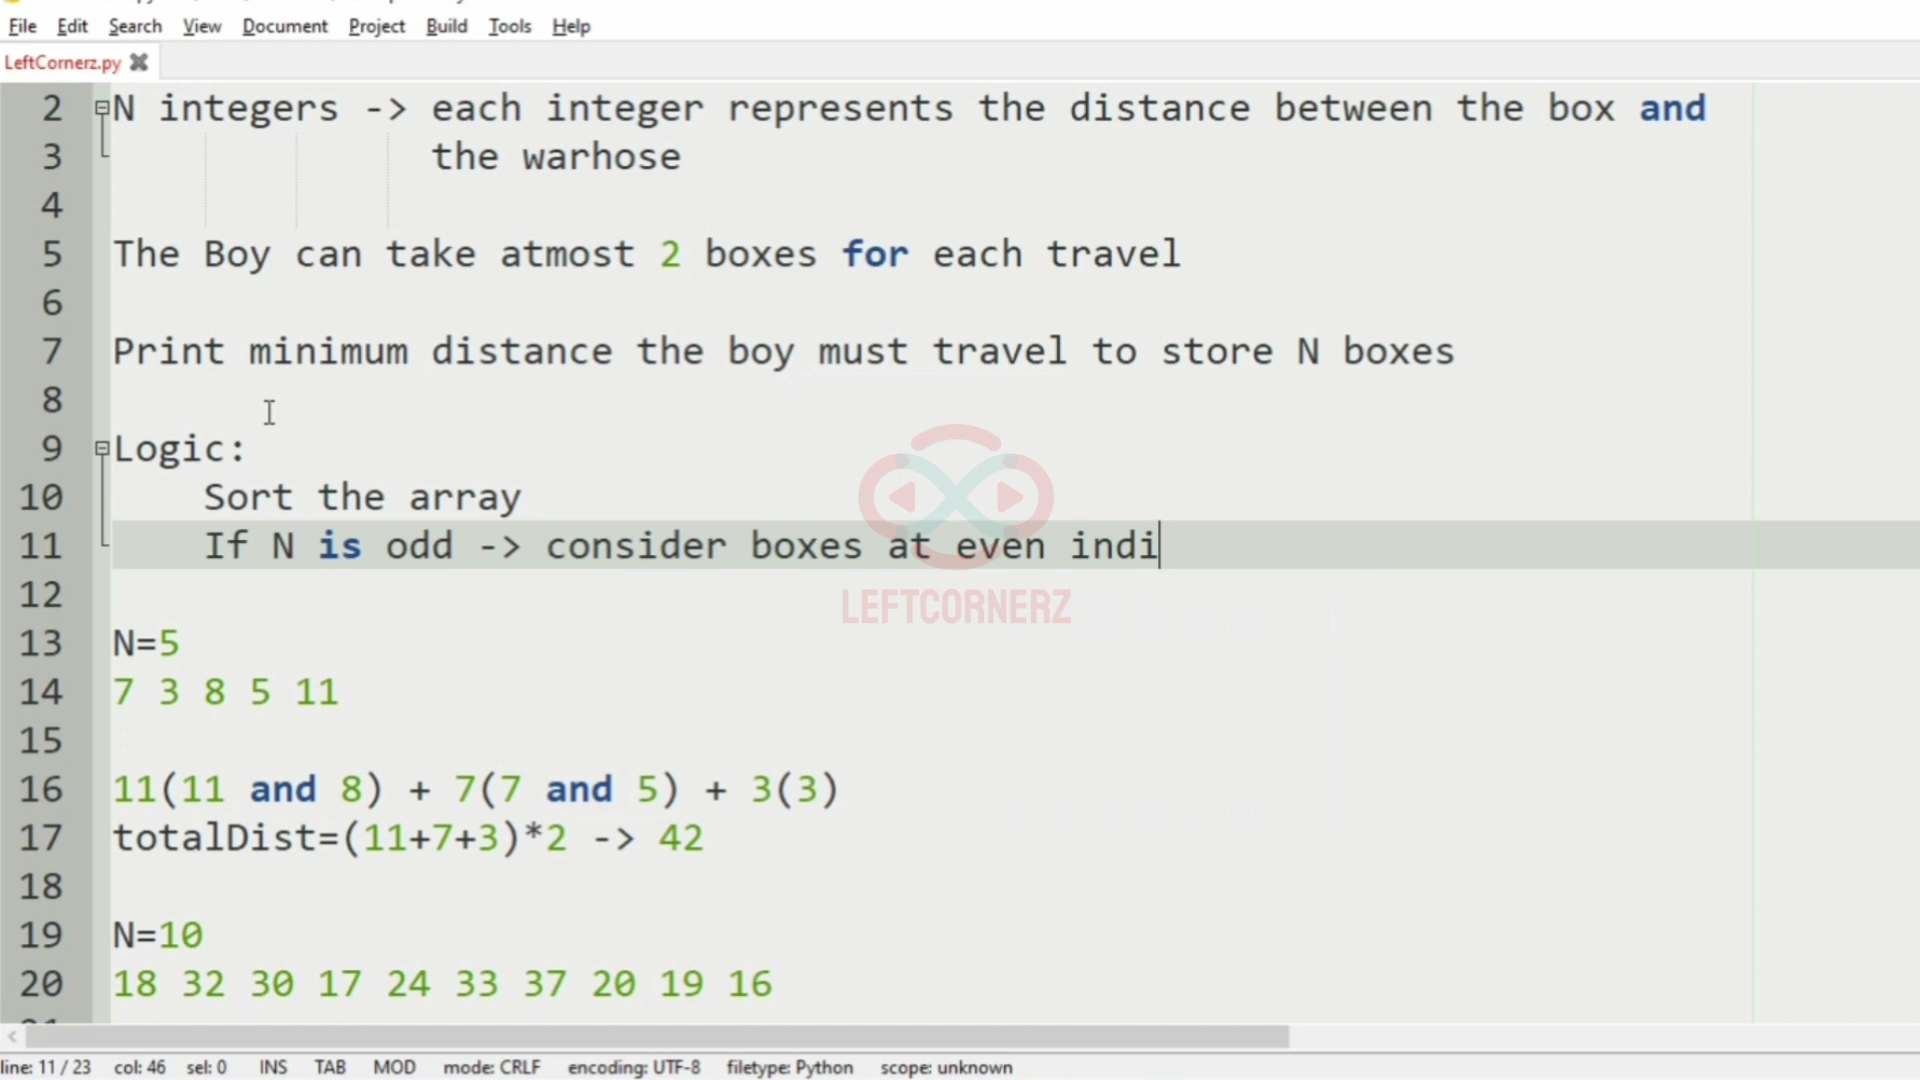 File Edit Search View Document Project Build Tools Help
LeftCornerz.py
2 N integers -> each integer represents the distance between the box and
3 the warhose
4
5 The Boy can take atmost 2 boxes for each travel
6
7 Print minimum distance the boy must travel to store N boxes
8
9 Logic:
10 Sort the array
11 If N is odd -> consider boxes at even indi
LEFTCORNERZ
12
13 N=5
14 7 3 8 5 11
15
16 11(11 and 8) + 7(7 and 5) + 3(3)
17 totalDist=(11+7+3)*2 -> 42
18
19 N=10
20 18 32 30 17 24 33 37 20 19 16
line: 11 / 23 col: 46 sel: 0 INS TAB MOD mode: CRLF encoding: UTF-8 filetype: Python scope: unknown